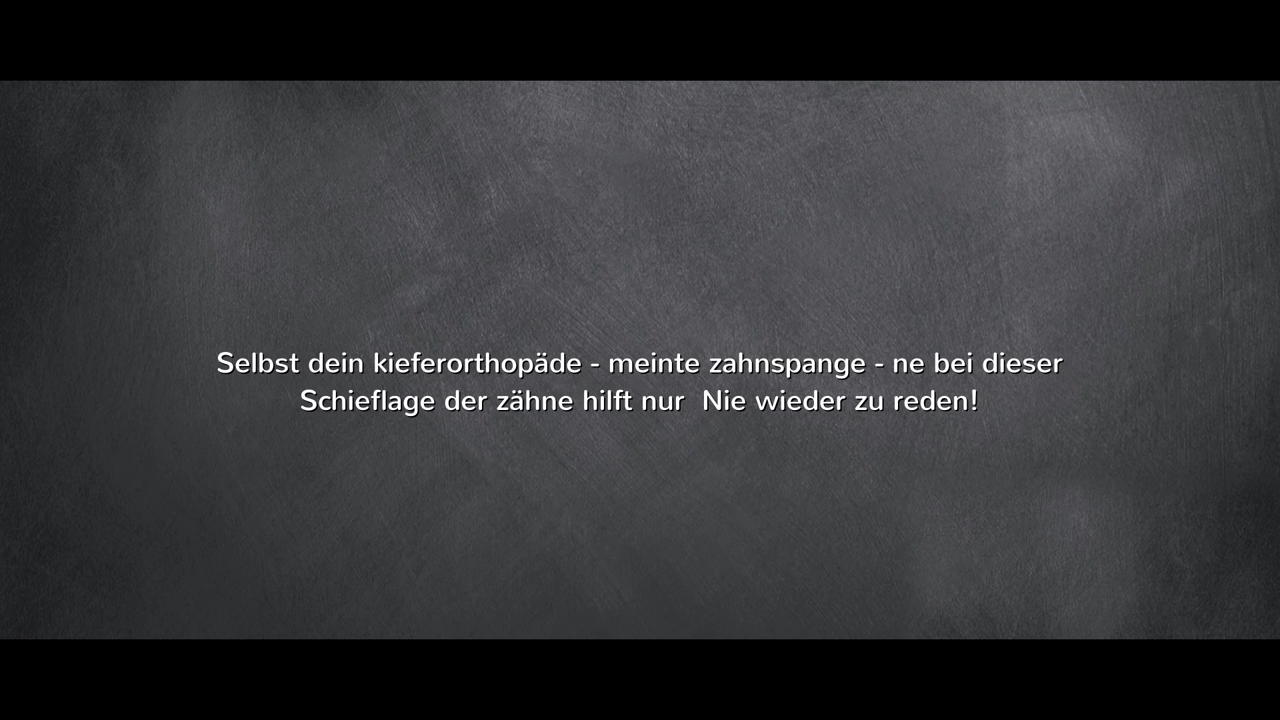 Selbst dein kieferorthopäde - meinte zahnspange - ne bei dieser
Schieflage der zähne hilft nur  Nie wieder zu reden!